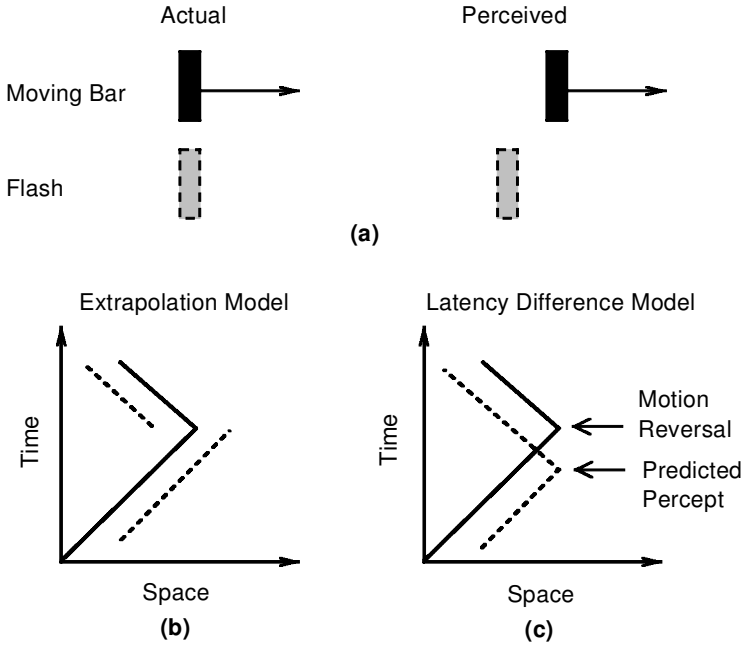 Actual
Perceived
Moving Bar
Flash
(a)
Extrapolation Model
Latency Difference Model
Time
Space
(b)
Time
Motion
Reversal
Predicted
Percept
Space
(c)